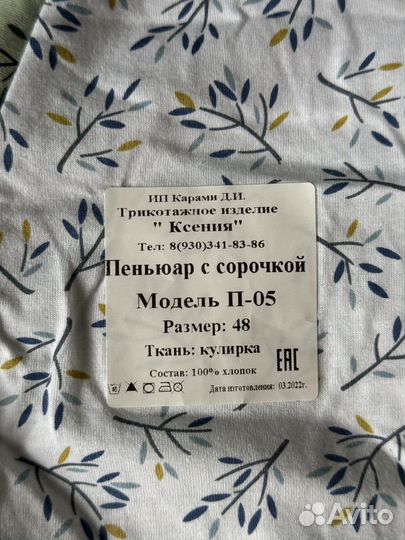 ИП Карами Д.И.
Трикотажное изделие
" Ксения"
Тел: 8(930)341-83-86
Пеньюар с сорочкой
Модель П-05
Размер: 48
Ткань: кулирка
Состав: 100% хлопок
EAC
Дата изготовления: 03.2022г.
Avito